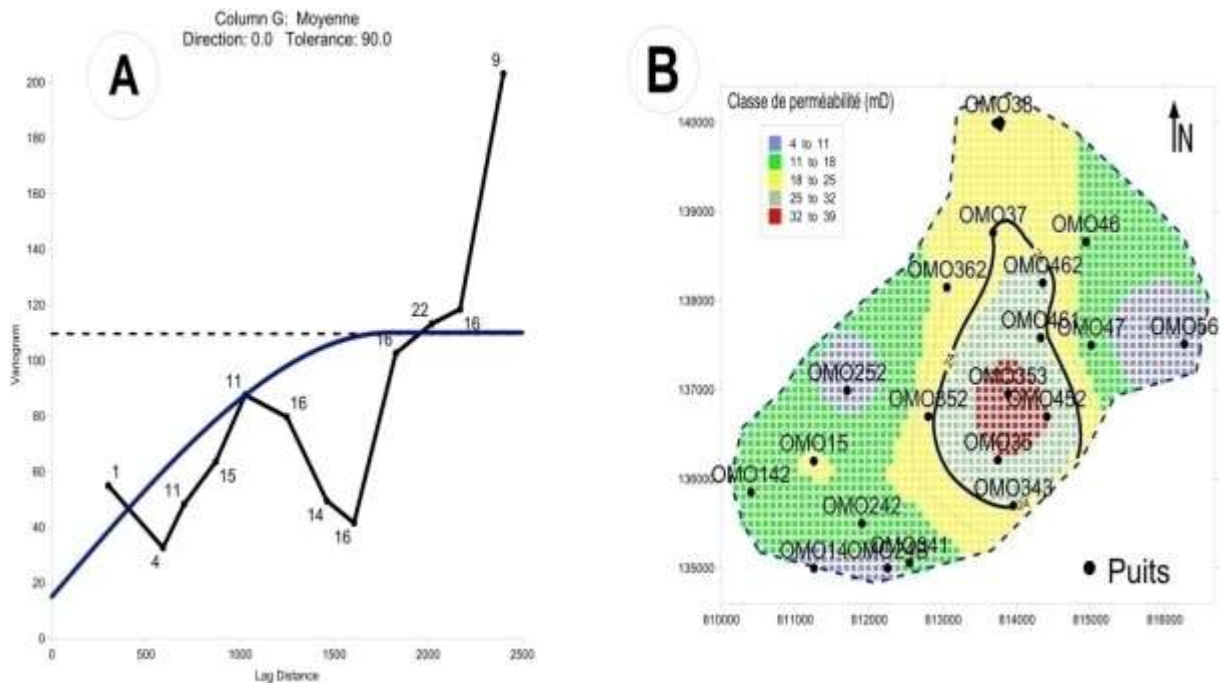 Column G: Moyenne
Direction: 0.0 Tolerance: 90.0
A
200
180
160
140
120
100
80
60
40
20
0
Variogram
1
4
11
15
11
16
14
16
16
22
16
9
0
500
1000
1500
2000
2500
Lag Distance
B
Classe de perméabilité (mD)
4 to 11
11 to 18
18 to 25
25 to 32
32 to 39
N
140000
139000
138000
137000
136000
135000
OMO38
OMO37
OMO46
OMO362
OMO462
OMO461
OMO47
OMO56
OMO252
24
OMO353
OMO352
OMO452
OMO15
OMO35
OMO142
OMO343
24
OMO242
OMO341
OMO14
Puits
810000
811000
812000
813000
814000
815000
816000